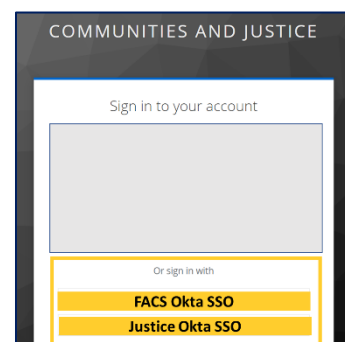 COMMUNITIES AND JUSTICE
Sign in to your account
Or sign in with
FACS Okta SSO
Justice Okta SSO